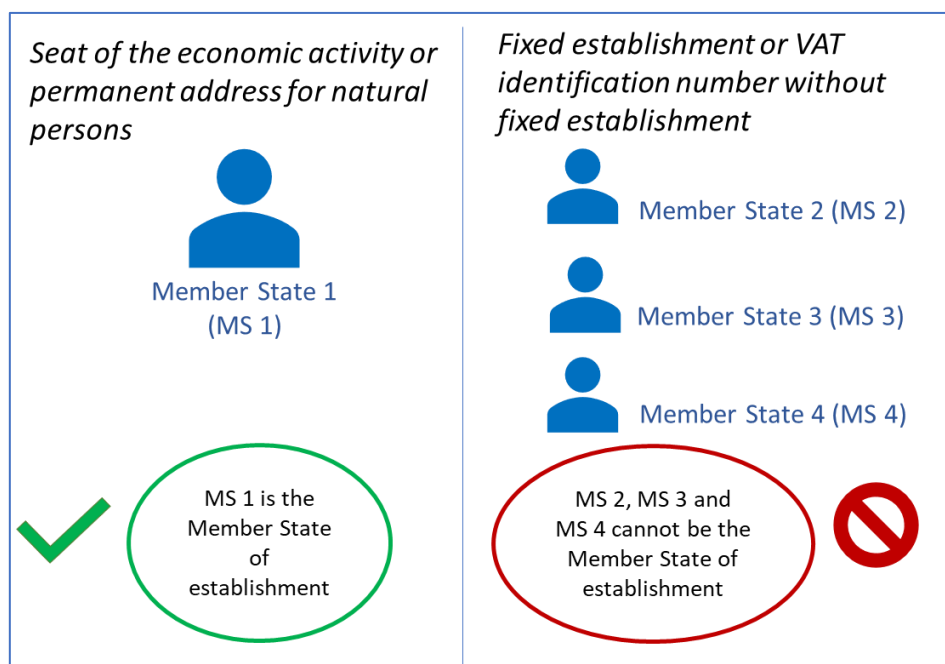 Seat of the economic activity or
permanent address for natural
persons
Member State 1
(MS 1)
MS 1 is the
Member State
of
establishment
Fixed establishment or VAT
identification number without
fixed establishment
Member State 2 (MS 2)
Member State 3 (MS 3)
Member State 4 (MS 4)
MS 2, MS 3 and
MS 4 cannot be the
Member State of
establishment